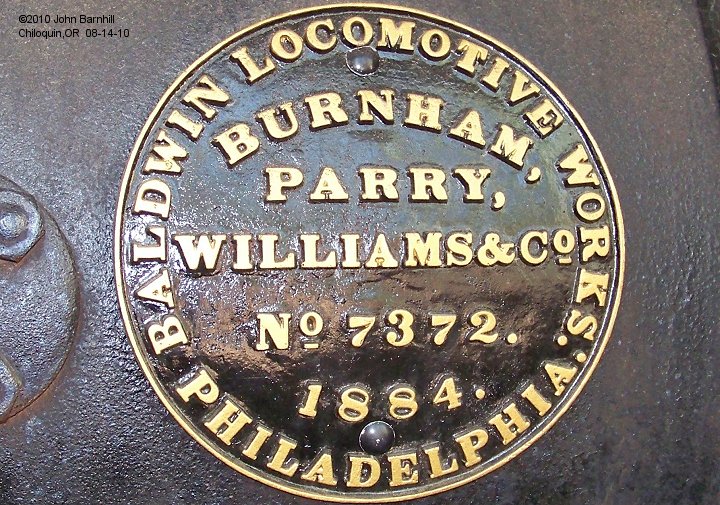 ©2010 John Barnhill
Chiloquin,OR 08-14-10
BALDWIN LOCOMOTIVE WORKS.
BURNHAM,
PARRY,
WILLIAMS & Cº
Nº 7372.
1884.
PHILADELPHIA.